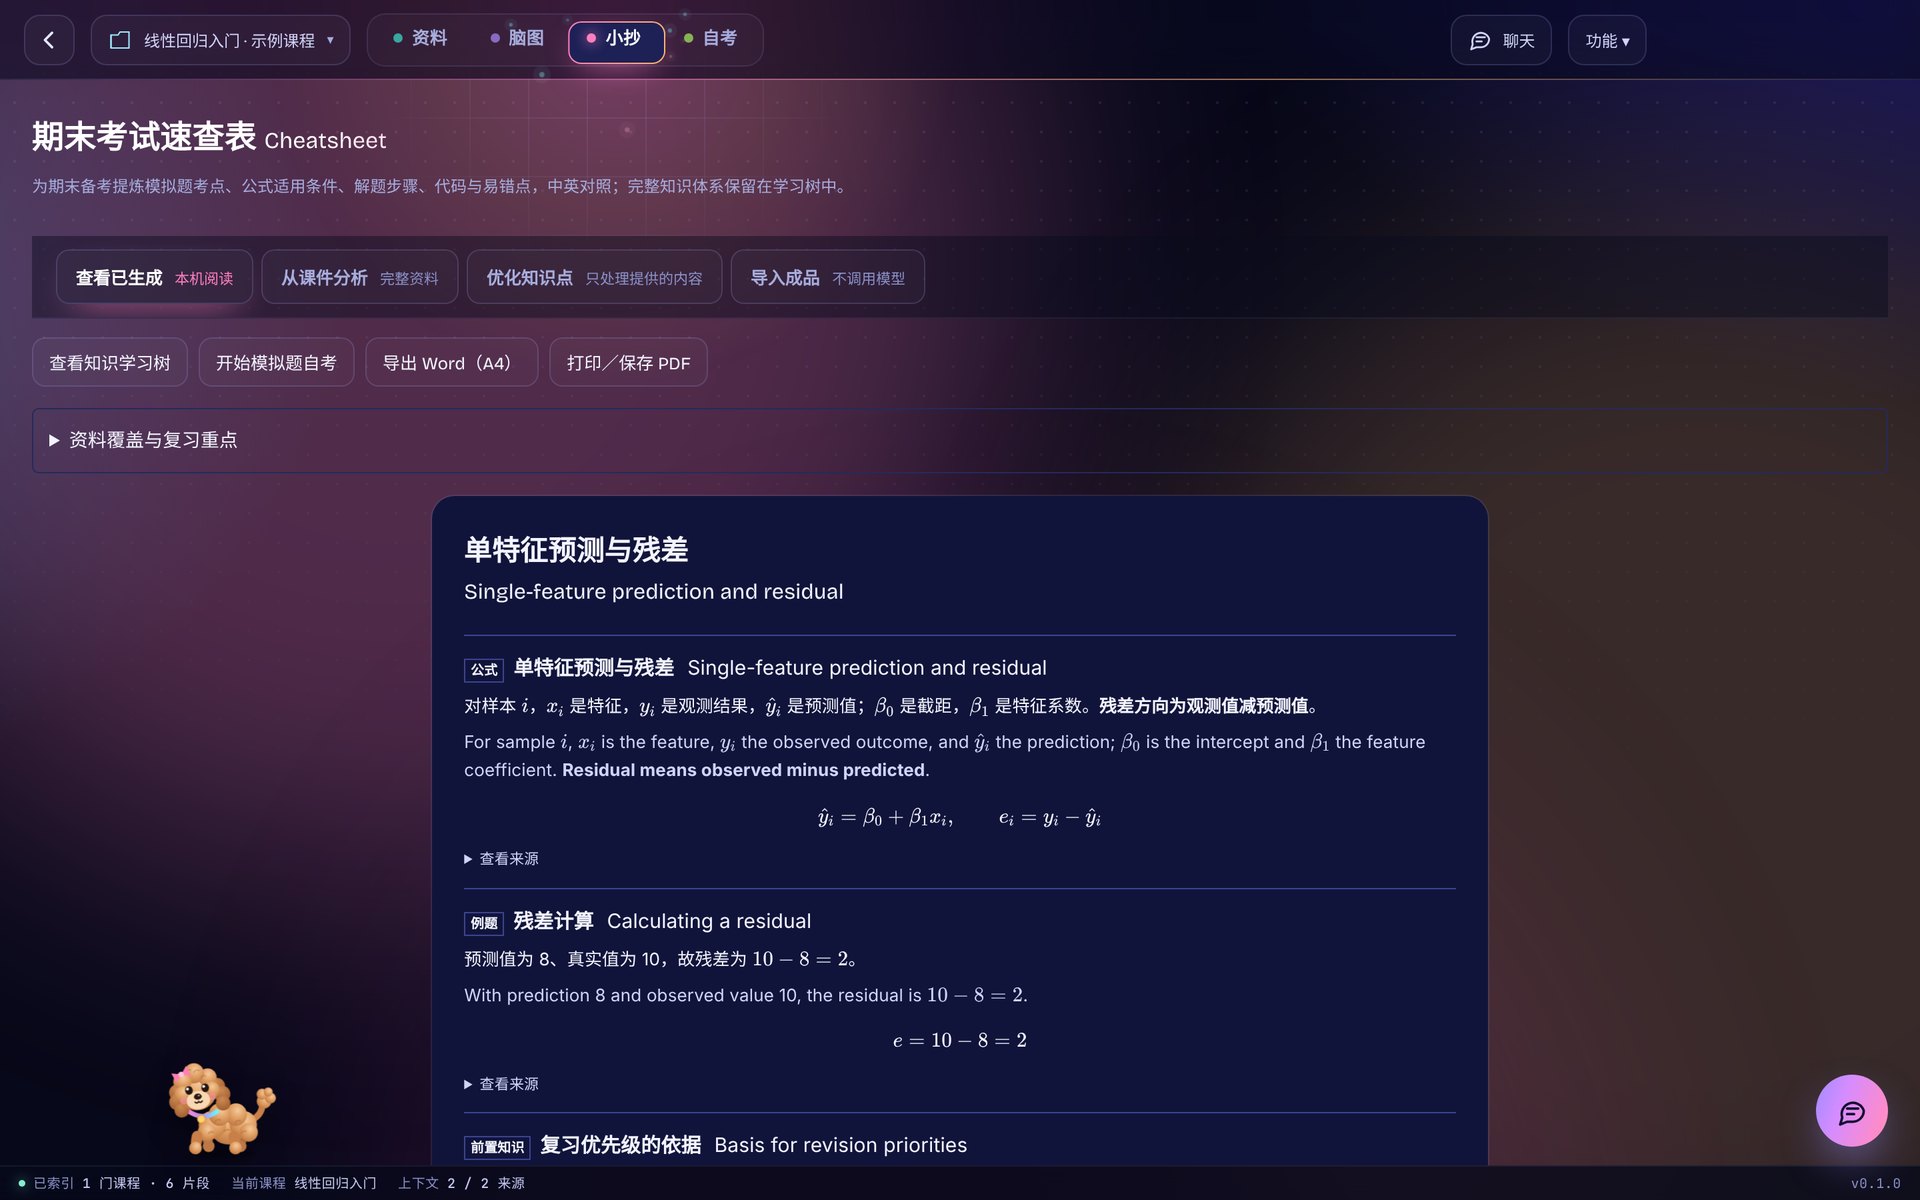 线性回归入门 · 示例课程 ▾
资料
脑图
小抄
自考
聊天
功能 ▾
期末考试速查表 Cheatsheet
为期末备考提炼模拟题考点、公式适用条件、解题步骤、代码与易错点，中英对照；完整知识体系保留在学习树中。
查看已生成 本机阅读
从课件分析 完整资料
优化知识点 只处理提供的内容
导入成品 不调用模型
查看知识学习树
开始模拟题自考
导出 Word（A4）
打印／保存 PDF
▶ 资料覆盖与复习重点
单特征预测与残差
Single-feature prediction and residual
公式 单特征预测与残差 Single-feature prediction and residual
对样本 i，x_i 是特征，y_i 是观测结果，ŷ_i 是预测值；β_0 是截距，β_1 是特征系数。残差方向为观测值减预测值。
For sample i, x_i is the feature, y_i the observed outcome, and ŷ_i the prediction; β_0 is the intercept and β_1 the feature
coefficient. Residual means observed minus predicted.
ŷ_i = β_0 + β_1x_i, e_i = y_i − ŷ_i
▶ 查看来源
例题 残差计算 Calculating a residual
预测值为 8、真实值为 10，故残差为 10 − 8 = 2。
With prediction 8 and observed value 10, the residual is 10 − 8 = 2.
e = 10 − 8 = 2
▶ 查看来源
前置知识 复习优先级的依据 Basis for revision priorities
已索引 1 门课程 · 6 片段 当前课程 线性回归入门 上下文 2 / 2 来源
v0.1.0